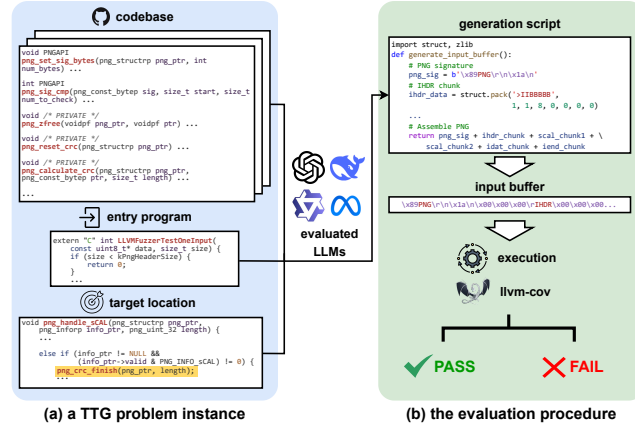 codebase
void PNGAPI
png_set_sig_bytes(png_structrp png_ptr, int
num_bytes) ...
int PNGAPI
png_sig_cmp(png_const_bytep sig, size_t start, size_t
num_to_check) ...
void /* PRIVATE */
png_zfree(voidpf png_ptr, voidpf ptr) ...
void /* PRIVATE */
png_reset_crc(png_structrp png_ptr) ...
void /* PRIVATE */
png_calculate_crc(png_structrp png_ptr,
png_const_bytep ptr, size_t length) ...
...
entry program
extern "C" int LLVMFuzzerTestOneInput(
const uint8_t* data, size_t size) {
if (size < kPngHeaderSize) {
return 0;
}
...
target location
void png_handle_sCAL(png_structrp png_ptr,
png_inforp info_ptr, png_uint_32 length) {
...
else if (info_ptr != NULL &&
(info_ptr->valid & PNG_INFO_sCAL) != 0) {
png_crc_finish(png_ptr, length);
...
(a) a TTG problem instance
evaluated
LLMs
generation script
import struct, zlib
def generate_input_buffer():
# PNG signature
png_sig = b'\x89PNG\r\n\x1a\n'
# IHDR chunk
ihdr_data = struct.pack('>IIBBBBB',
1, 1, 8, 0, 0, 0, 0)
...
# Assemble PNG
return png_sig + ihdr_chunk + scal_chunk1 + \
scal_chunk2 + idat_chunk + iend_chunk
input buffer
\x89PNG\r\n\x1a\n\x00\x00\x00\rIHDR\x00\x00\x00...
execution
llvm-cov
PASS
FAIL
(b) the evaluation procedure